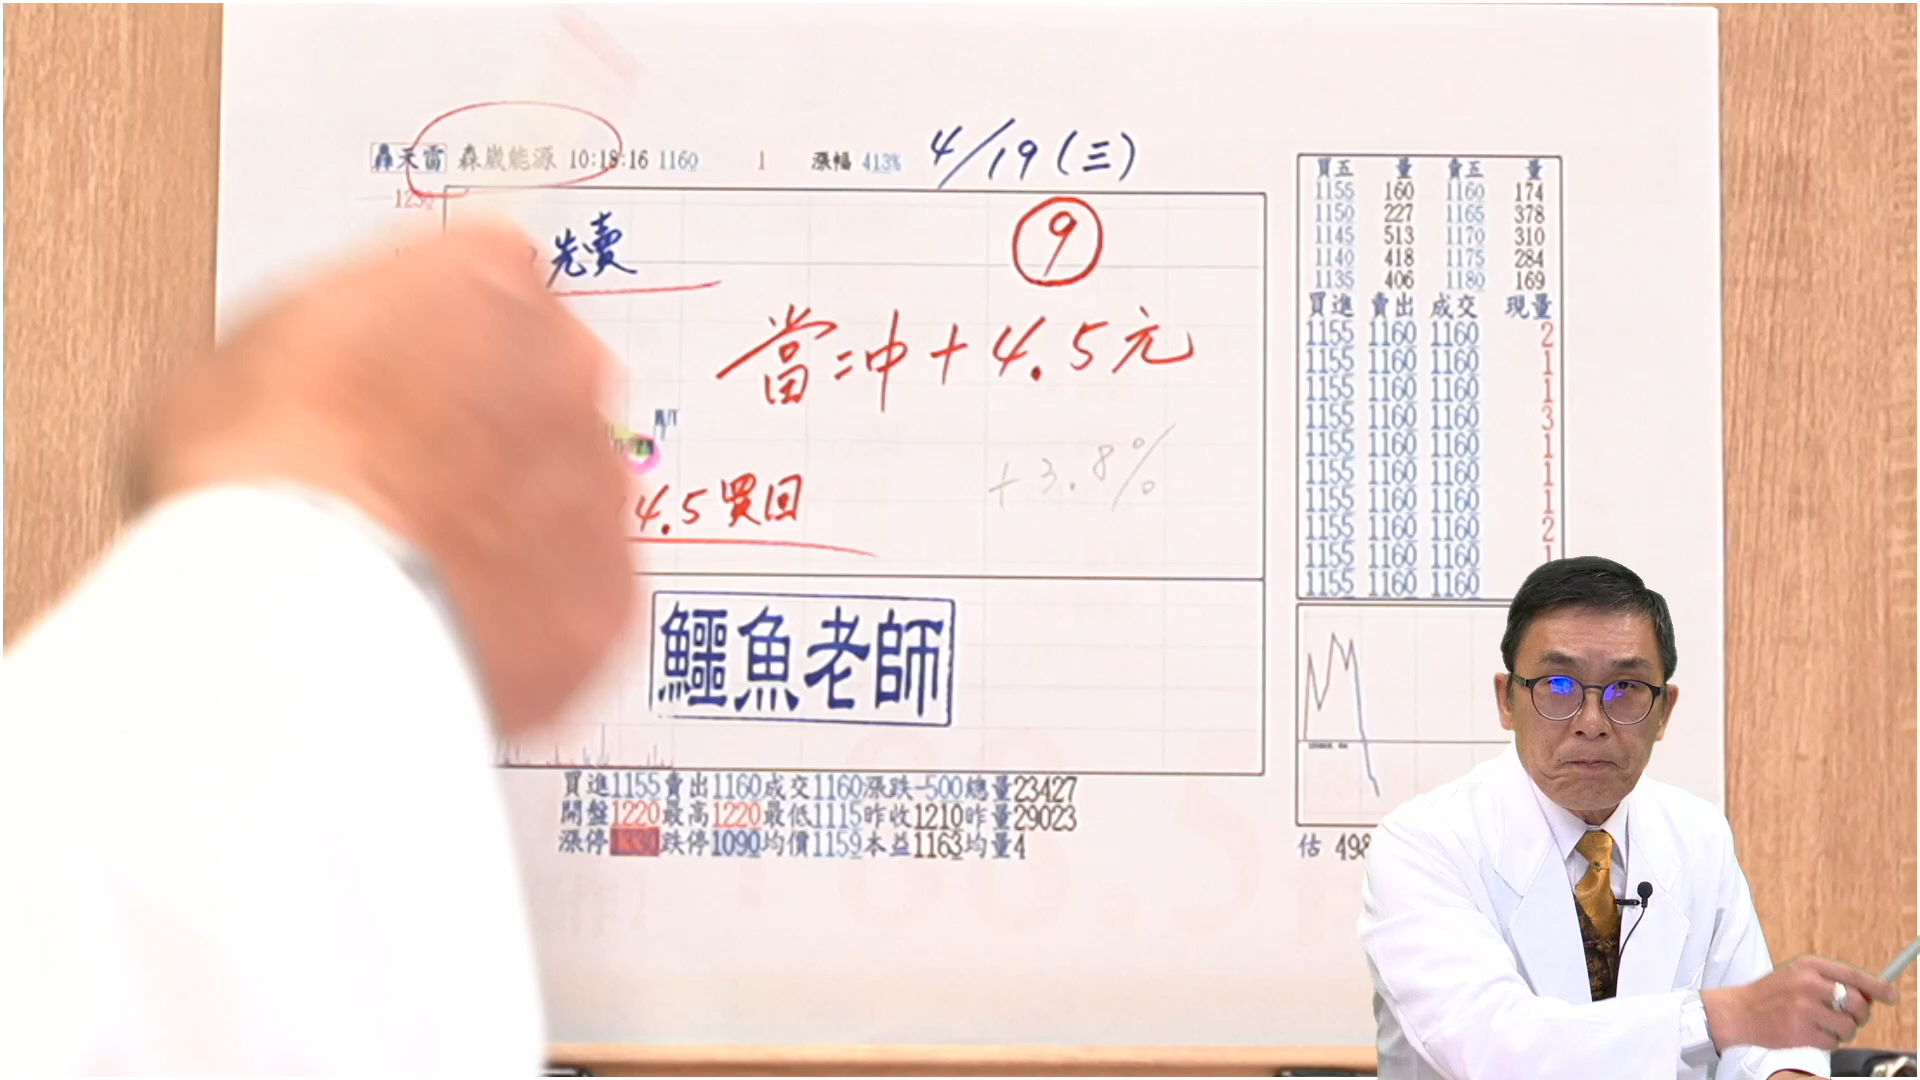 轟天雷 森崴能源 10:18:16 1160 1 漲幅 413% 4/19(三)
1230
先賣
9
當沖+4.5元
+3.8%
4.5買回
鱷魚老師
買進1155賣出1160成交1160漲跌-500總量23427
開盤1220最高1220最低1115昨收1210昨量29023
漲停1330跌停1090均價1159本益1163均量4
買五 量 賣五 量
1155 160 1160 174
1150 227 1165 378
1145 513 1170 310
1140 418 1175 284
1135 406 1180 169
買進 賣出 成交 現量
1155 1160 1160 2
1155 1160 1160 1
1155 1160 1160 1
1155 1160 1160 3
1155 1160 1160 1
1155 1160 1160 1
1155 1160 1160 1
1155 1160 1160 2
1155 1160 1160 1
1155 1160 1160
估 498